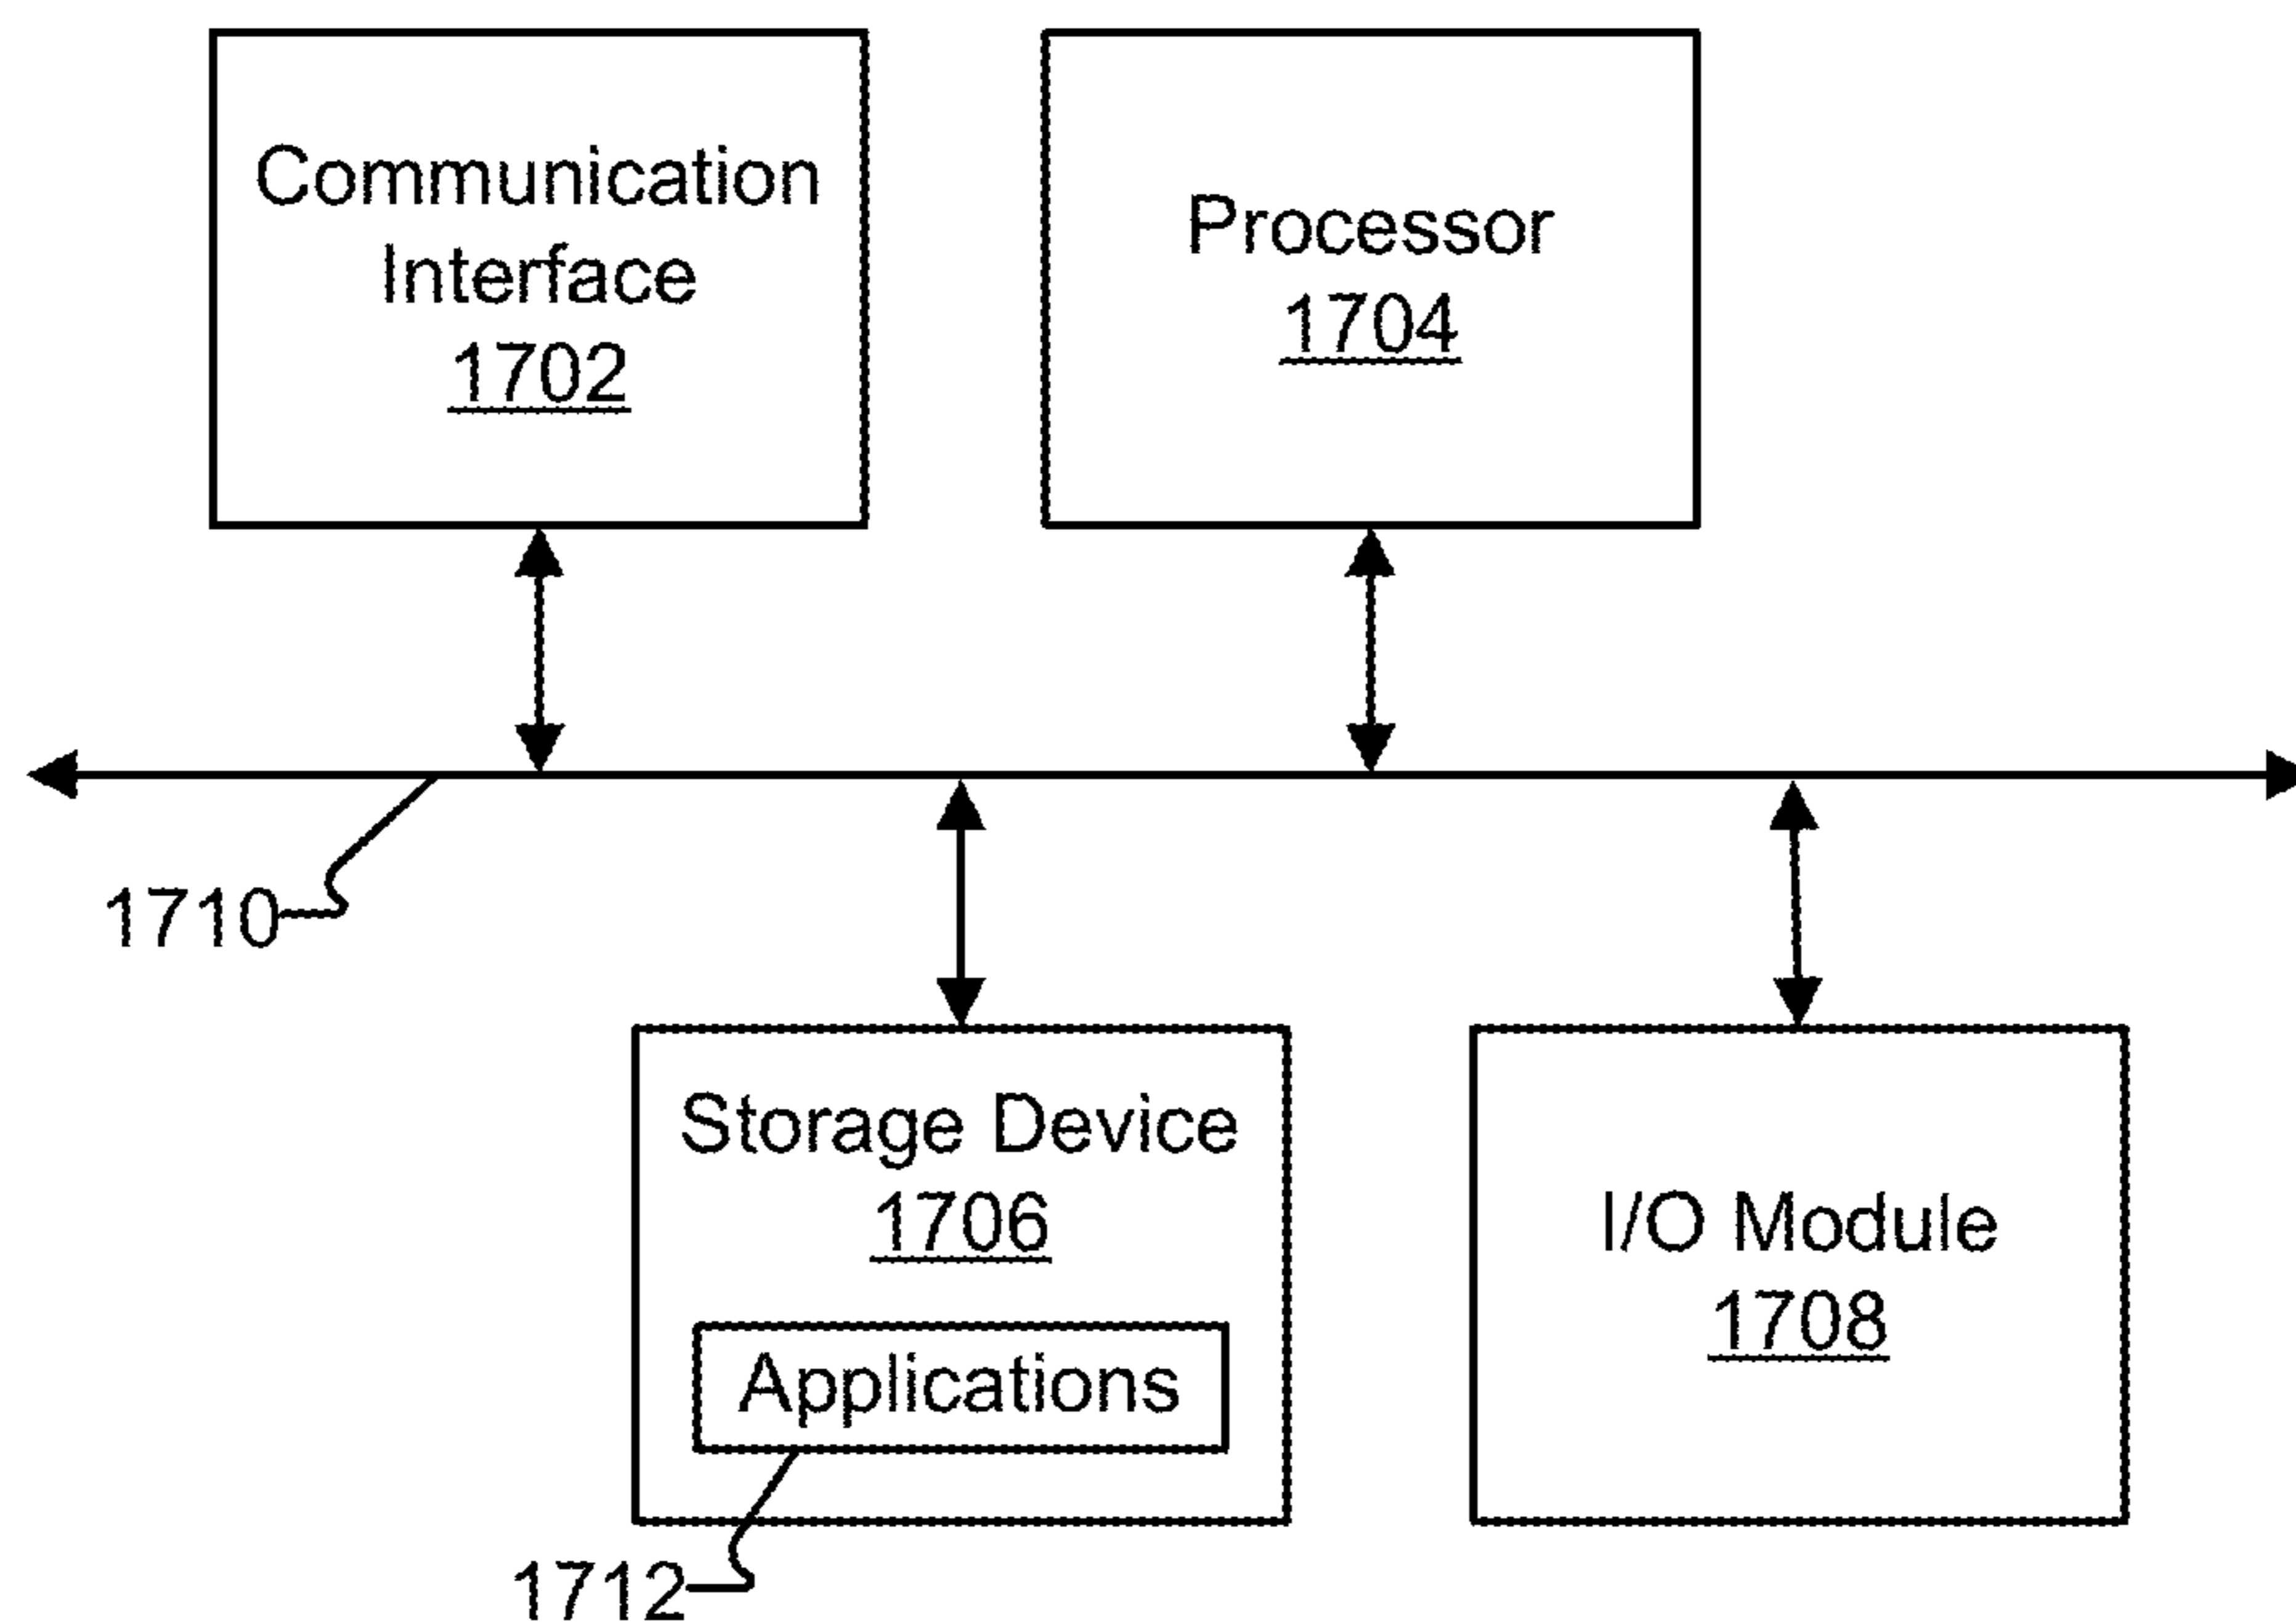 Communication
Interface
1702
Processor
1704
1710
Storage Device
1706
Applications
1712
I/O Module
1708